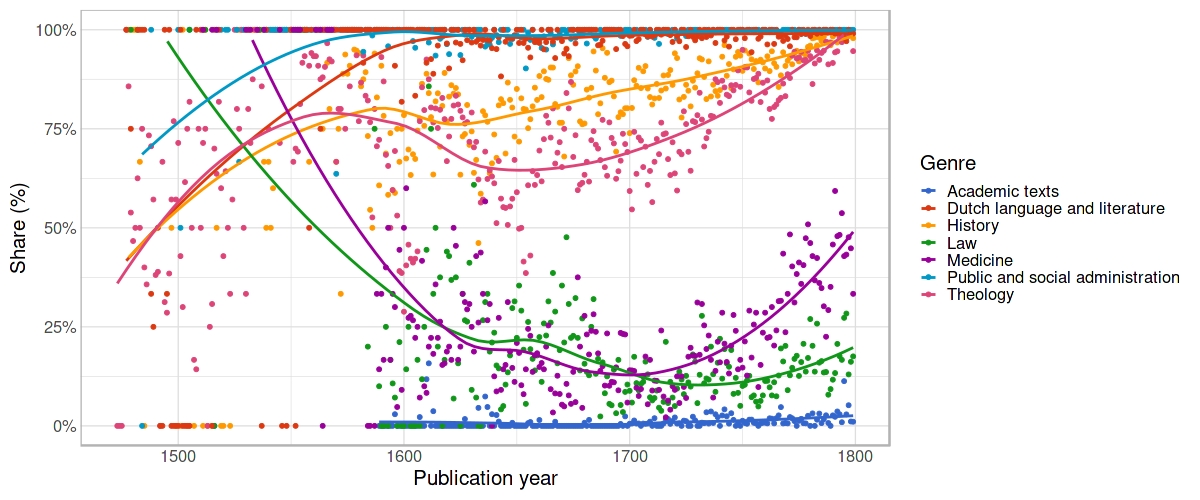 100%
75%
50%
25%
0%
Share (%)
1500
1600
1700
1800
Publication year
Genre
Academic texts
Dutch language and literature
History
Law
Medicine
Public and social administration
Theology